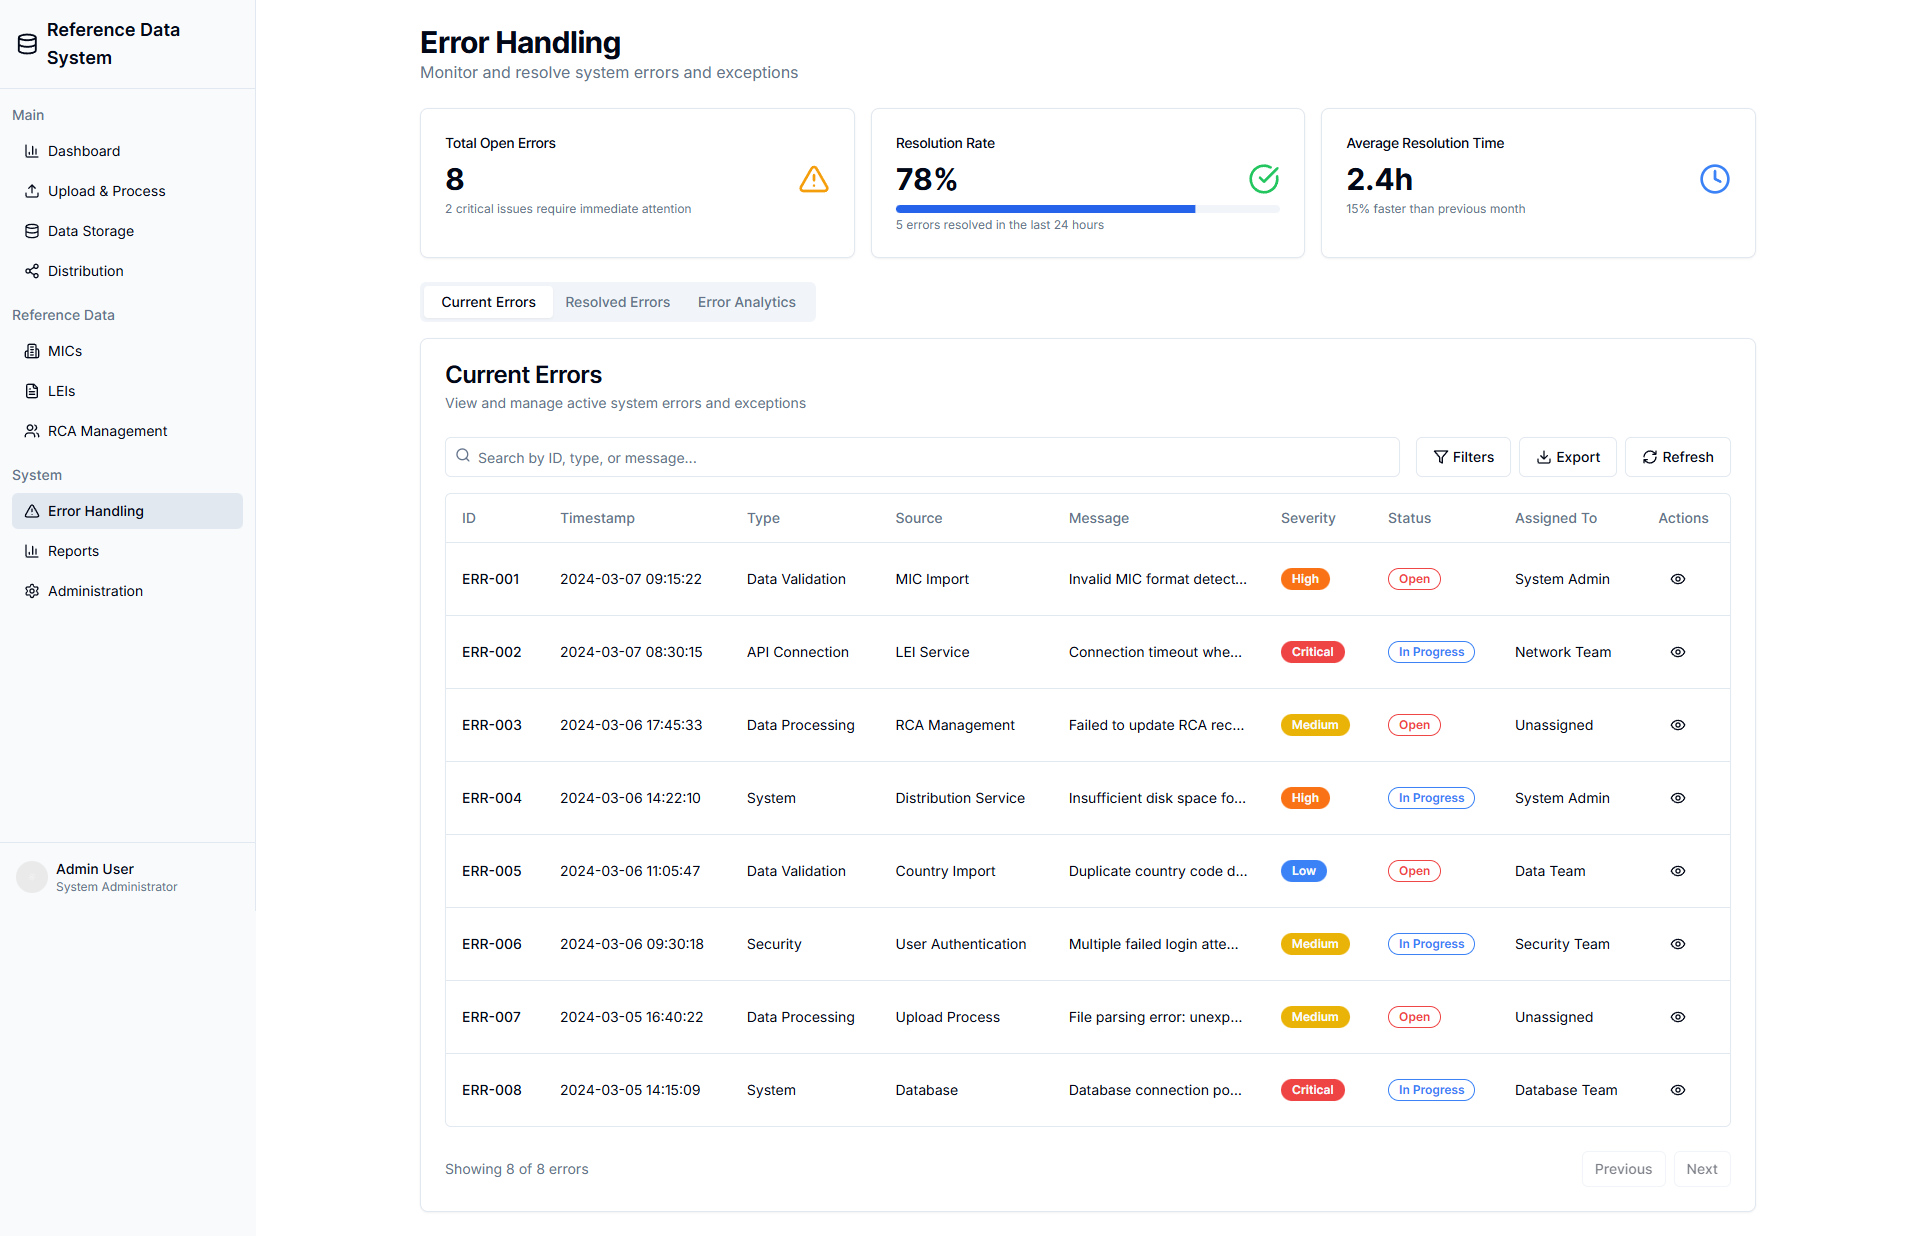 Reference Data
System
Main
Dashboard
Upload & Process
Data Storage
Distribution
Reference Data
MICs
LEIs
RCA Management
System
Error Handling
Reports
Administration
Admin User
System Administrator
Error Handling
Monitor and resolve system errors and exceptions
Total Open Errors
8
2 critical issues require immediate attention
Resolution Rate
78%
5 errors resolved in the last 24 hours
Average Resolution Time
2.4h
15% faster than previous month
Current Errors Resolved Errors Error Analytics
Current Errors
View and manage active system errors and exceptions
Search by ID, type, or message... Filters Export Refresh
ID Timestamp Type Source Message Severity Status Assigned To Actions
ERR-001 2024-03-07 09:15:22 Data Validation MIC Import Invalid MIC format detect... High Open System Admin
ERR-002 2024-03-07 08:30:15 API Connection LEI Service Connection timeout whe... Critical In Progress Network Team
ERR-003 2024-03-06 17:45:33 Data Processing RCA Management Failed to update RCA rec... Medium Open Unassigned
ERR-004 2024-03-06 14:22:10 System Distribution Service Insufficient disk space fo... High In Progress System Admin
ERR-005 2024-03-06 11:05:47 Data Validation Country Import Duplicate country code d... Low Open Data Team
ERR-006 2024-03-06 09:30:18 Security User Authentication Multiple failed login atte... Medium In Progress Security Team
ERR-007 2024-03-05 16:40:22 Data Processing Upload Process File parsing error: unexp... Medium Open Unassigned
ERR-008 2024-03-05 14:15:09 System Database Database connection po... Critical In Progress Database Team
Showing 8 of 8 errors Previous Next